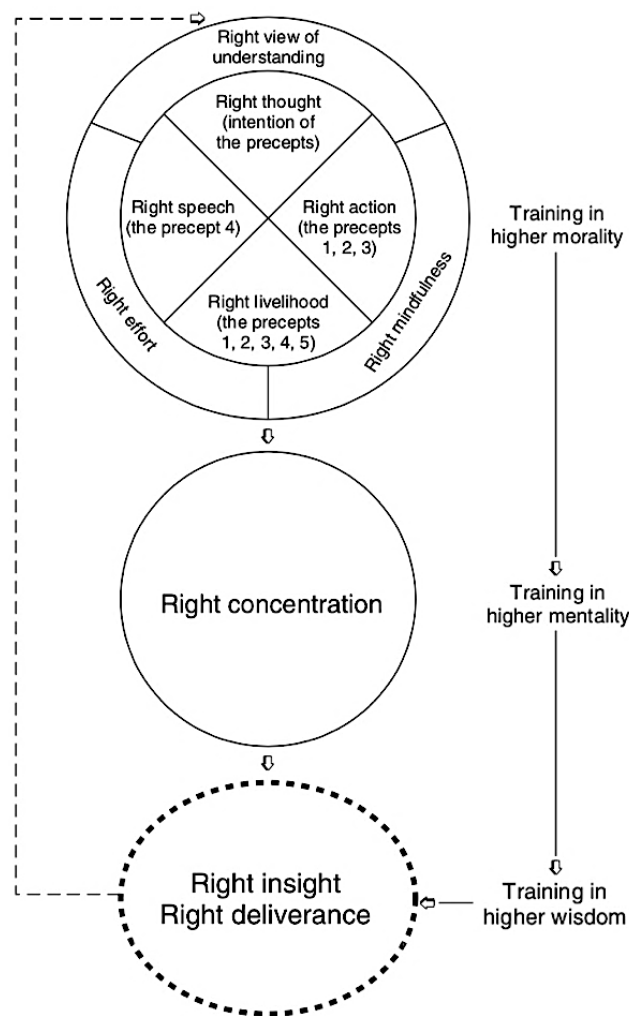 Right view of
understanding
Right thought
(intention of
the precepts)
Right speech
(the precept 4)
Right action
(the precepts
1, 2, 3)
Right livelihood
(the precepts
1, 2, 3, 4, 5)
Right effort
Right mindfulness
Training in
higher morality
Right concentration
Training in
higher mentality
Right insight
Right deliverance
Training in
higher wisdom